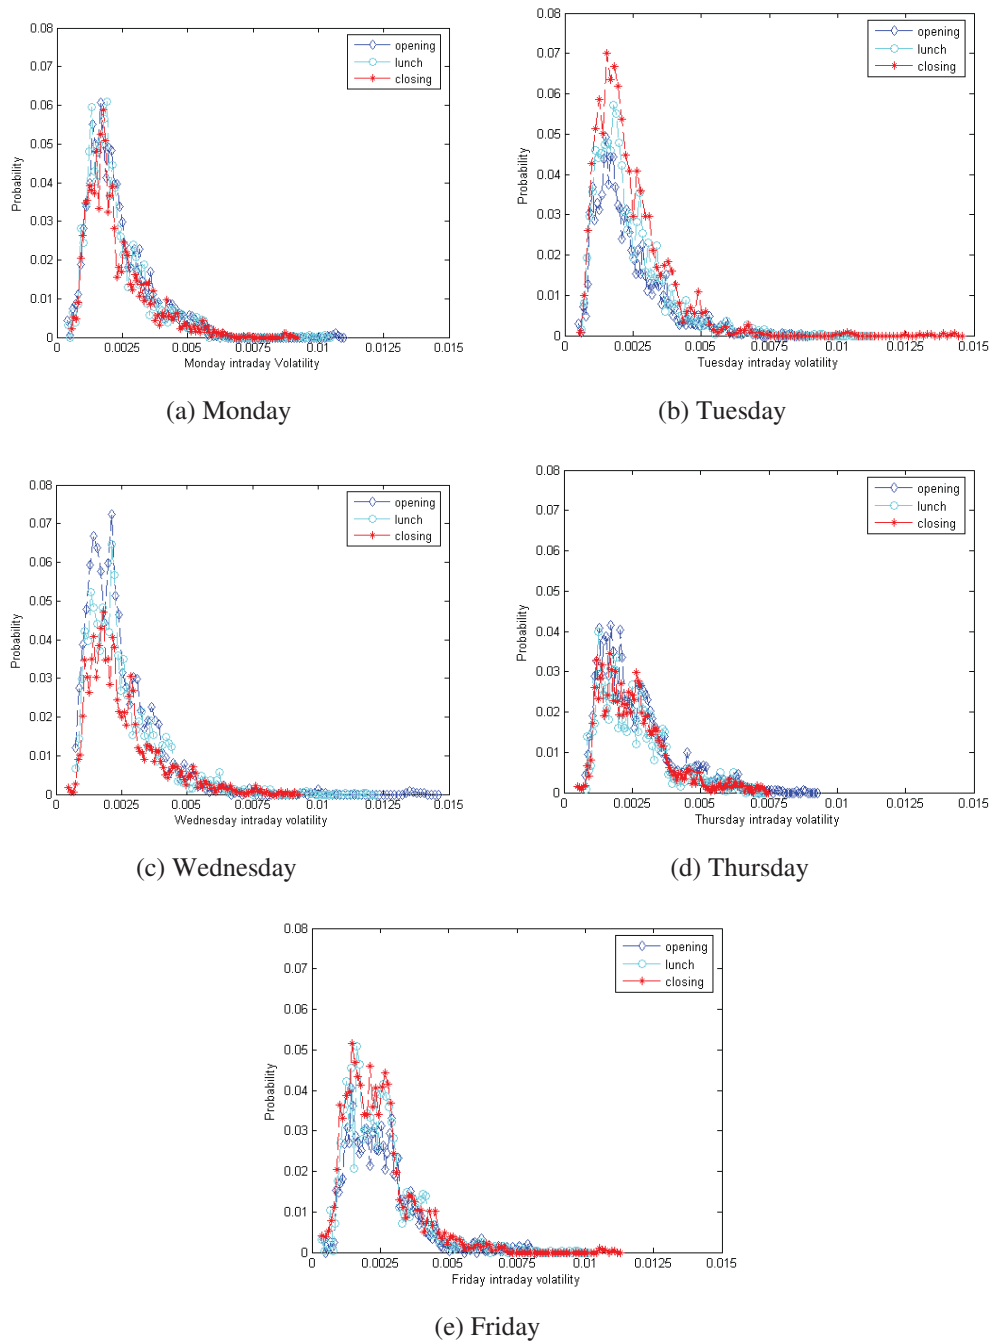 0.08
0.07
0.06
0.05
0.04
0.03
0.02
0.01
0
Probability
opening
lunch
closing
0 0.0025 0.005 0.0075 0.01 0.0125 0.015
Monday intraday Volatility
(a) Monday
0.08
0.07
0.06
0.05
0.04
0.03
0.02
0.01
0
Probability
opening
lunch
closing
0 0.0025 0.005 0.0075 0.01 0.0125 0.015
Tuesday intraday volatility
(b) Tuesday
0.08
0.07
0.06
0.05
0.04
0.03
0.02
0.01
0
Probability
opening
lunch
closing
0 0.0025 0.005 0.0075 0.01 0.0125 0.015
Wednesday intraday volatility
(c) Wednesday
0.08
0.07
0.06
0.05
0.04
0.03
0.02
0.01
0
Probability
opening
lunch
closing
0 0.0025 0.005 0.0075 0.01 0.0125 0.015
Thursday intraday volatility
(d) Thursday
0.08
0.07
0.06
0.05
0.04
0.03
0.02
0.01
0
Probability
opening
lunch
closing
0 0.0025 0.005 0.0075 0.01 0.0125 0.015
Friday intraday volatility
(e) Friday